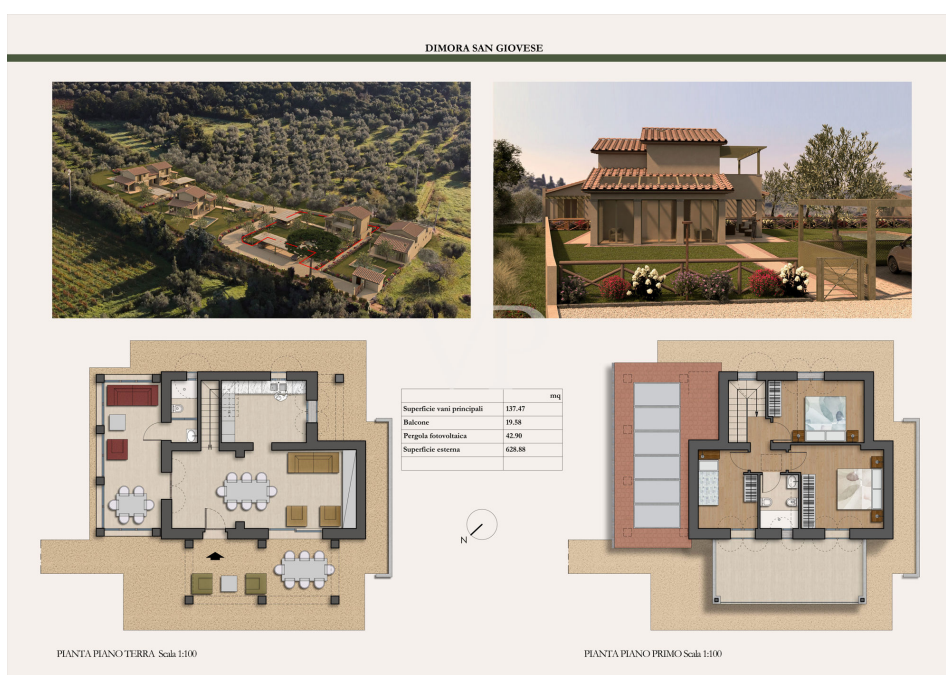 DIMORA SAN GIOVESE
VP
mq
Superficie vani principali 137.47
Balcone 19.58
Pergola fotovoltaica 42.90
Superficie esterna 628.88
N
PIANTA PIANO TERRA Scala 1:100
PIANTA PIANO PRIMO Scala 1:100